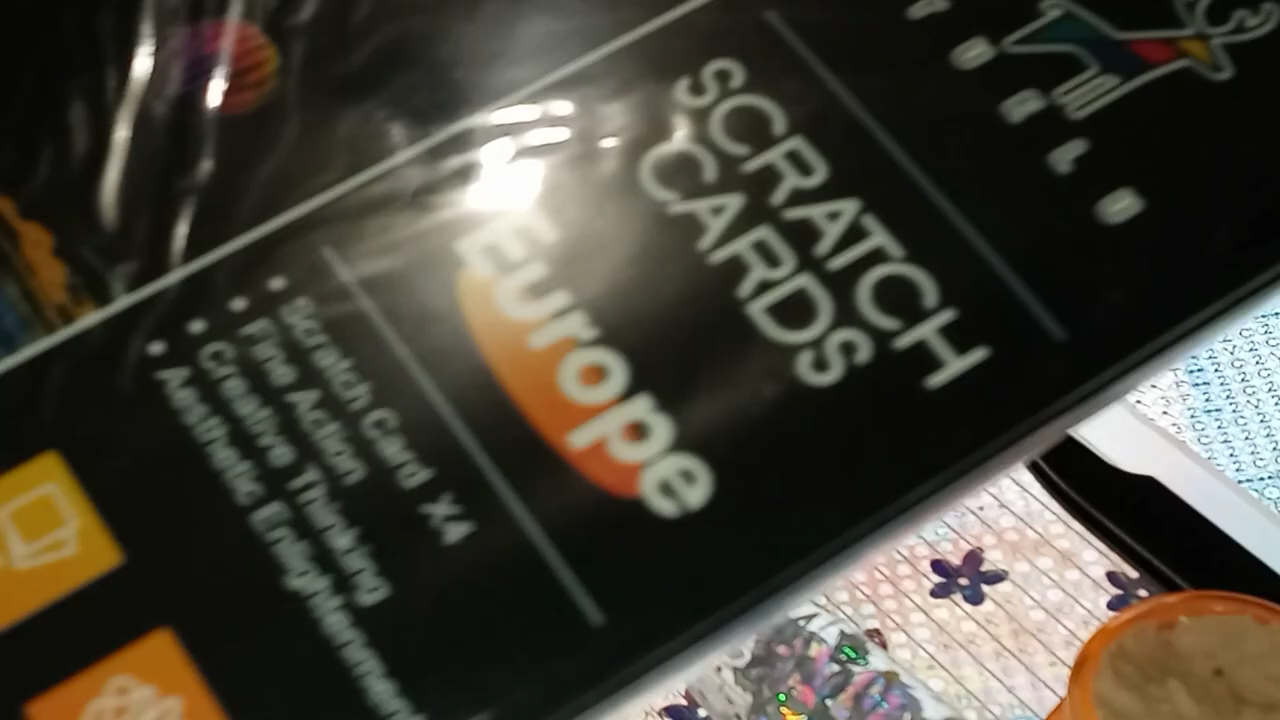 SCRATCH
CARDS
Europe
Scratch Card X4
Fine Action
Creative Thinking
Aesthetic Enlightenment